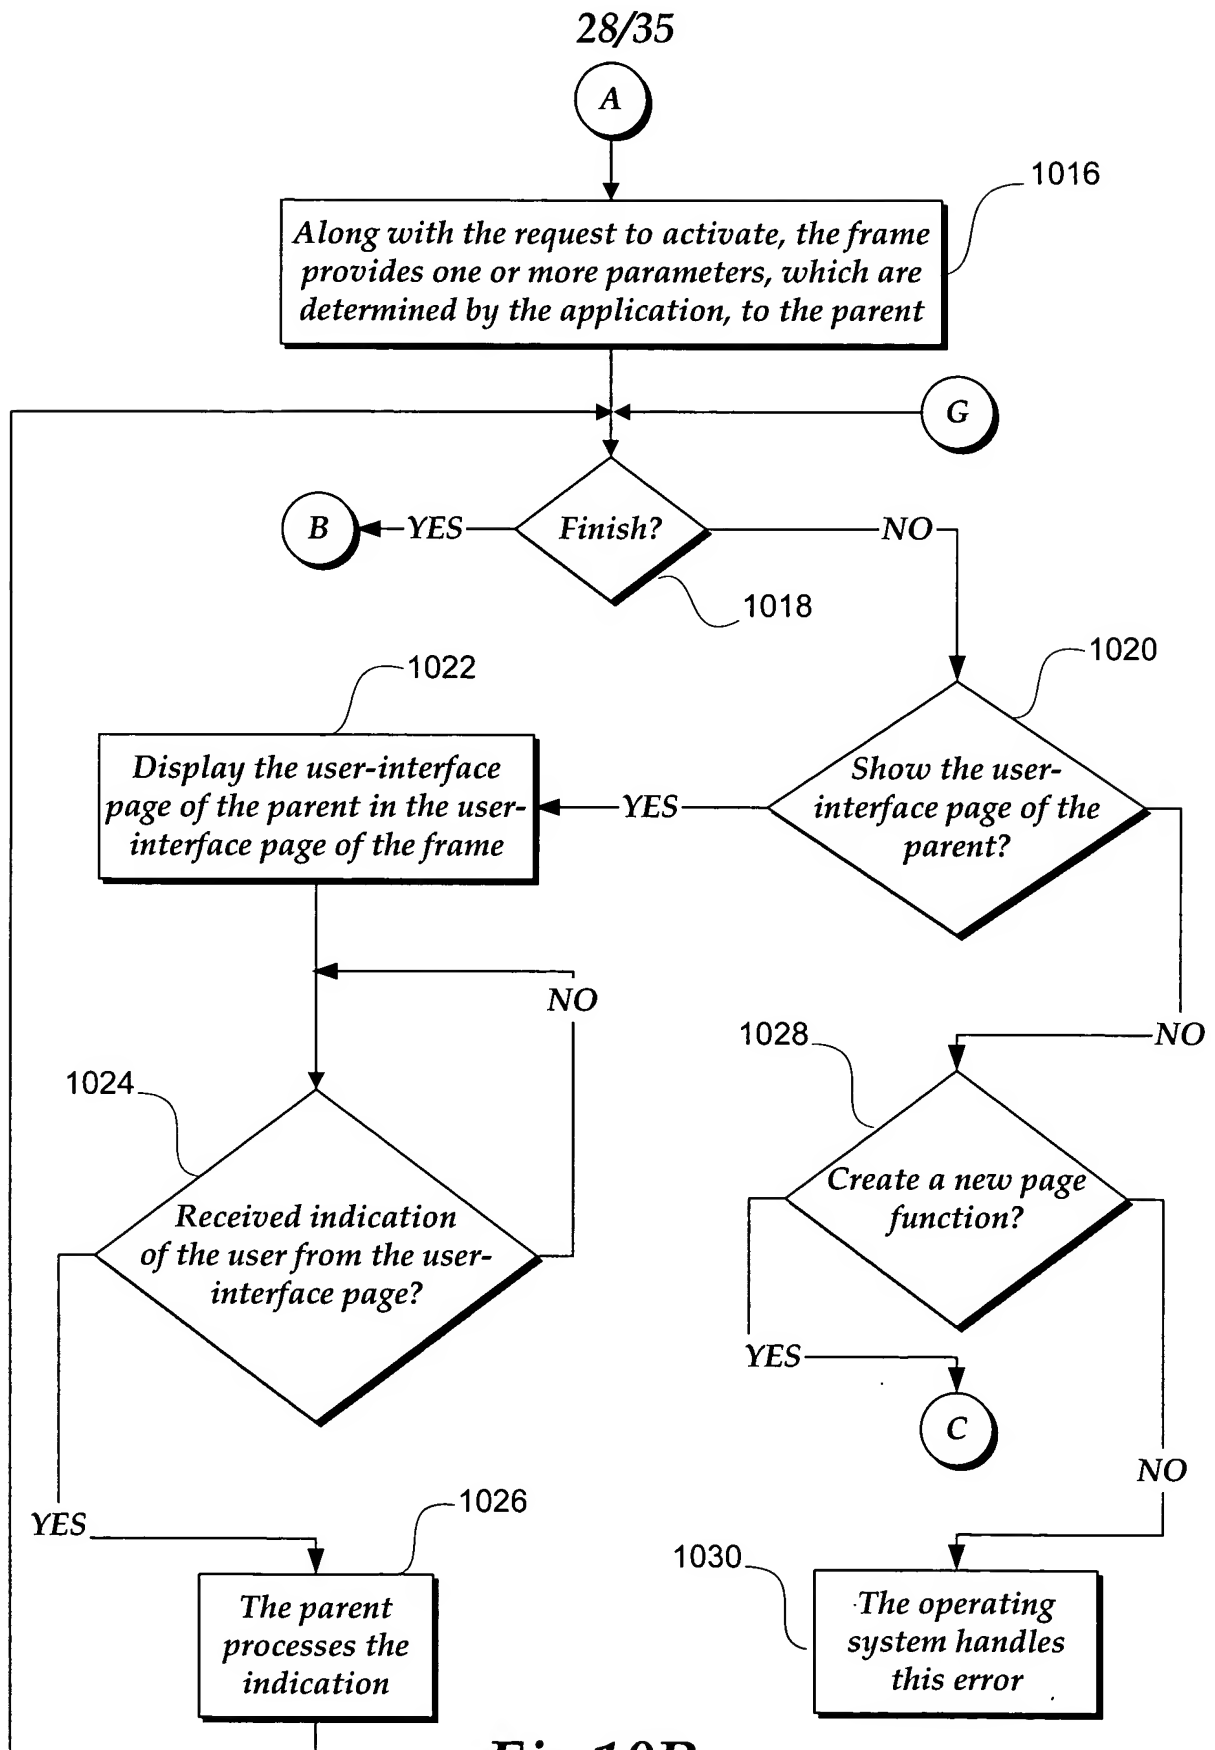 28/35
A
1016
Along with the request to activate, the frame
provides one or more parameters, which are
determined by the application, to the parent
G
B
YES
Finish?
NO
1018
1020
1022
Display the user-interface
page of the parent in the user-
interface page of the frame
YES
Show the user-
interface page of the
parent?
NO
NO
1028
1024
Create a new page
function?
Received indication
of the user from the user-
interface page?
YES
C
NO
YES
1026
1030
The parent
processes the
indication
The operating
system handles
this error